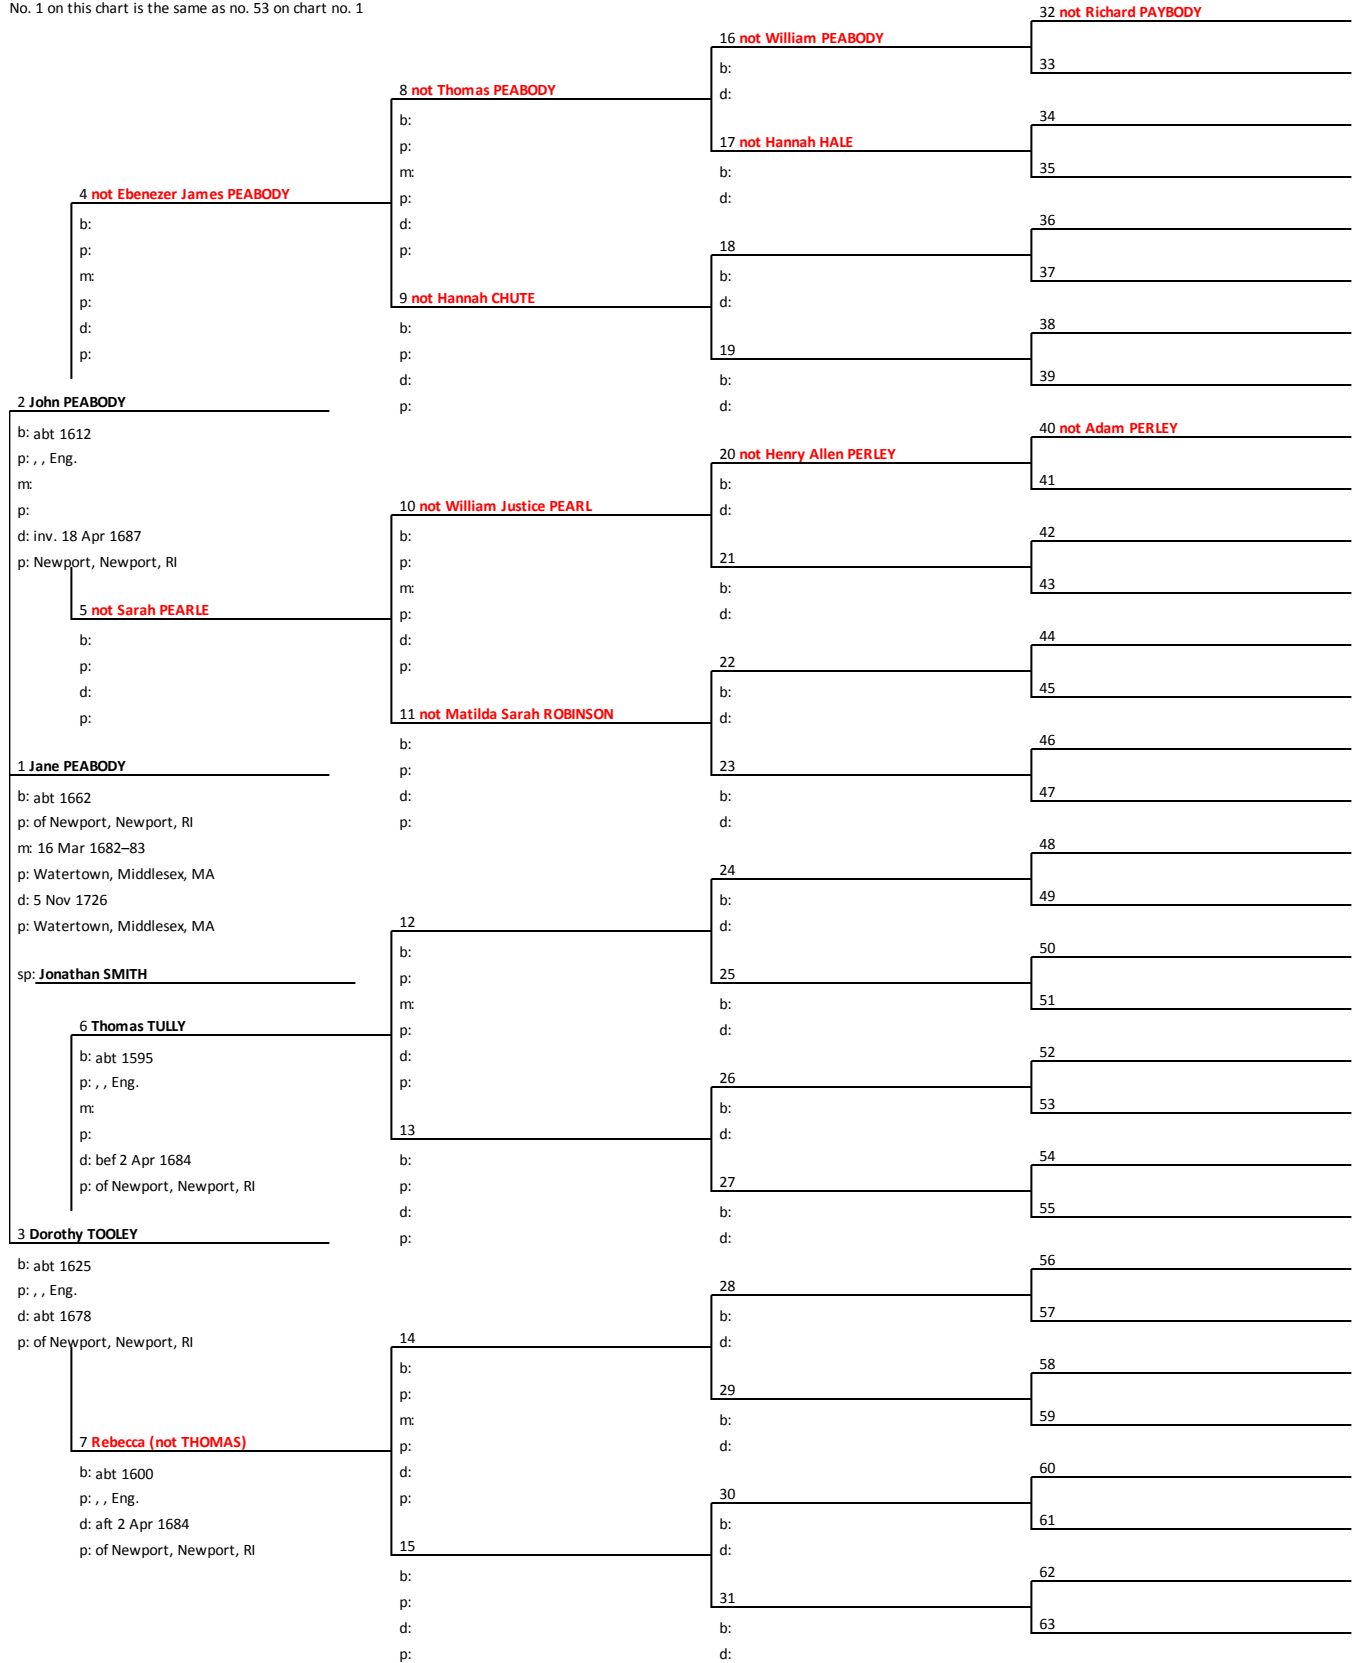 No. 1 on this chart is the same as no. 53 on chart no. 1
32 not Richard PAYBODY
16 not William PEABODY
b:
33
d:
8 not Thomas PEABODY
b:
34
p:
17 not Hannah HALE
m:
b:
35
4 not Ebenezer James PEABODY
p:
d:
b:
d:
36
p:
p:
18
m:
b:
37
p:
9 not Hannah CHUTE
d:
d:
b:
38
p:
p:
19
d:
b:
39
2 John PEABODY
p:
d:
b: abt 1612
40 not Adam PERLEY
p: , , Eng.
20 not Henry Allen PERLEY
m:
b:
41
p:
10 not William Justice PEARL
d:
d: inv. 18 Apr 1687
b:
42
p: Newport, Newport, RI
p:
21
m:
b:
43
5 not Sarah PEARLE
p:
d:
b:
d:
44
p:
p:
22
d:
b:
45
p:
11 not Matilda Sarah ROBINSON
d:
b:
46
1 Jane PEABODY
p:
23
b: abt 1662
d:
b:
47
p: of Newport, Newport, RI
p:
d:
m: 16 Mar 1682–83
48
p: Watertown, Middlesex, MA
24
d: 5 Nov 1726
b:
49
p: Watertown, Middlesex, MA
12
d:
b:
50
sp: Jonathan SMITH
p:
25
m:
b:
51
6 Thomas TULLY
p:
d:
b: abt 1595
d:
52
p: , , Eng.
p:
26
m:
b:
53
p:
13
d:
d: bef 2 Apr 1684
b:
54
p: of Newport, Newport, RI
p:
27
d:
b:
55
3 Dorothy TOOLEY
p:
d:
b: abt 1625
56
p: , , Eng.
28
d: abt 1678
b:
57
p: of Newport, Newport, RI
14
d:
b:
58
p:
29
m:
b:
59
7 Rebecca (not THOMAS)
p:
d:
b: abt 1600
d:
60
p: , , Eng.
p:
30
d: aft 2 Apr 1684
b:
61
p: of Newport, Newport, RI
15
d:
b:
62
p:
31
d:
b:
63
p:
d: